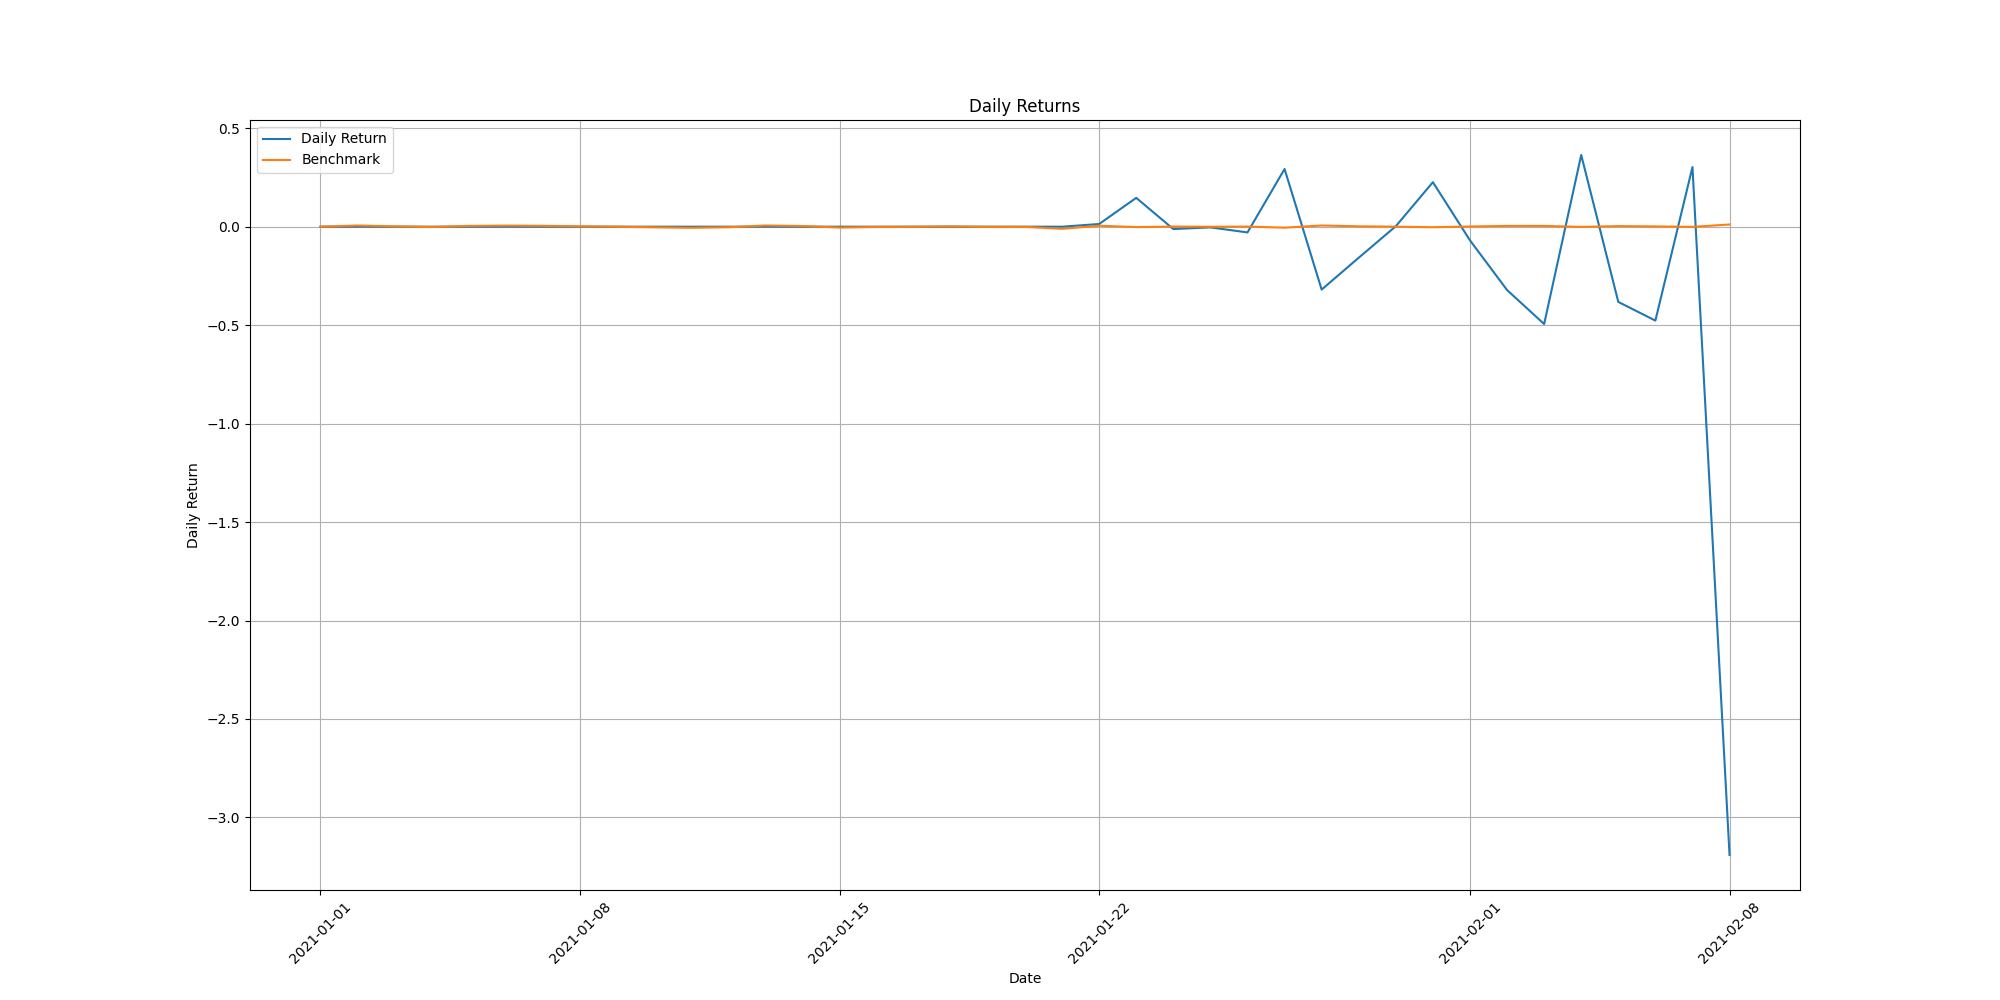 Daily Returns
Daily Return
Benchmark
0.5
0.0
−0.5
−1.0
−1.5
−2.0
−2.5
−3.0
Daily Return
2021-01-01
2021-01-08
2021-01-15
2021-01-22
2021-02-01
2021-02-08
Date